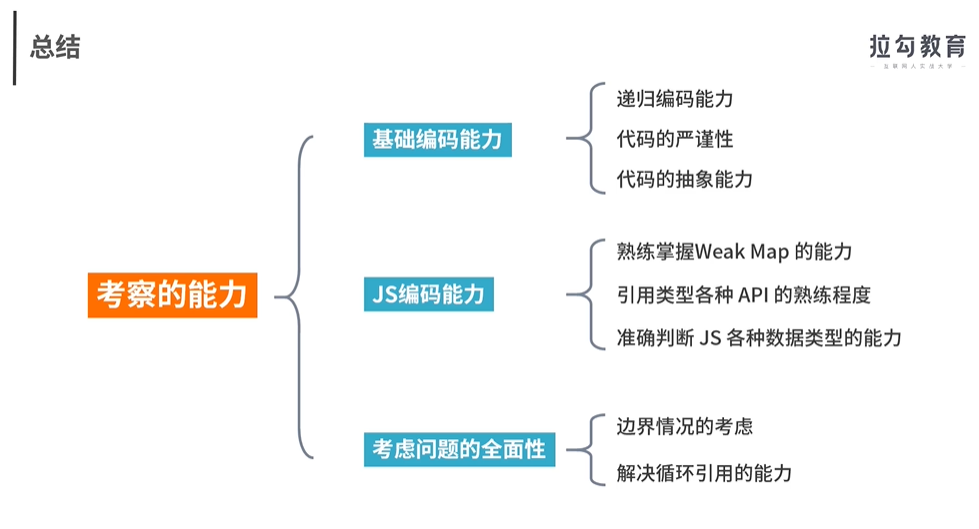 总结
拉勾教育
互联网人实战大学
考察的能力
基础编码能力
递归编码能力
代码的严谨性
代码的抽象能力
JS编码能力
熟练掌握Weak Map 的能力
引用类型各种 API 的熟练程度
准确判断 JS 各种数据类型的能力
考虑问题的全面性
边界情况的考虑
解决循环引用的能力